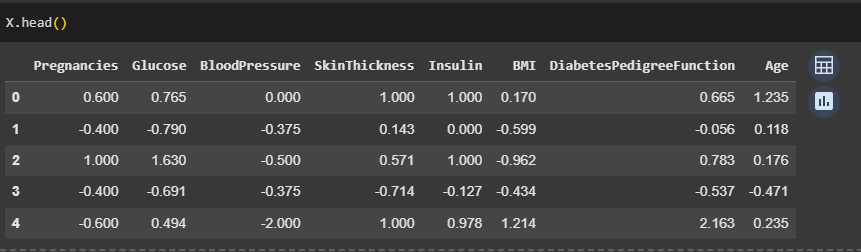 X.head()
Pregnancies Glucose BloodPressure SkinThickness Insulin BMI DiabetesPedigreeFunction Age
0 0.600 0.765 0.000 1.000 1.000 0.170 0.665 1.235
1 -0.400 -0.790 -0.375 0.143 0.000 -0.599 -0.056 0.118
2 1.000 1.630 -0.500 0.571 1.000 -0.962 0.783 0.176
3 -0.400 -0.691 -0.375 -0.714 -0.127 -0.434 -0.537 -0.471
4 -0.600 0.494 -2.000 1.000 0.978 1.214 2.163 0.235